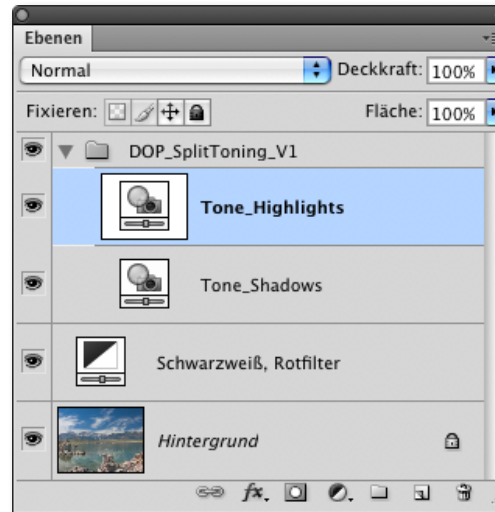 Ebenen
Normal Deckkraft: 100%
Fixieren: Fläche: 100%
DOP_SplitToning_V1
Tone_Highlights
Tone_Shadows
Schwarzweiß, Rotfilter
Hintergrund
fx.